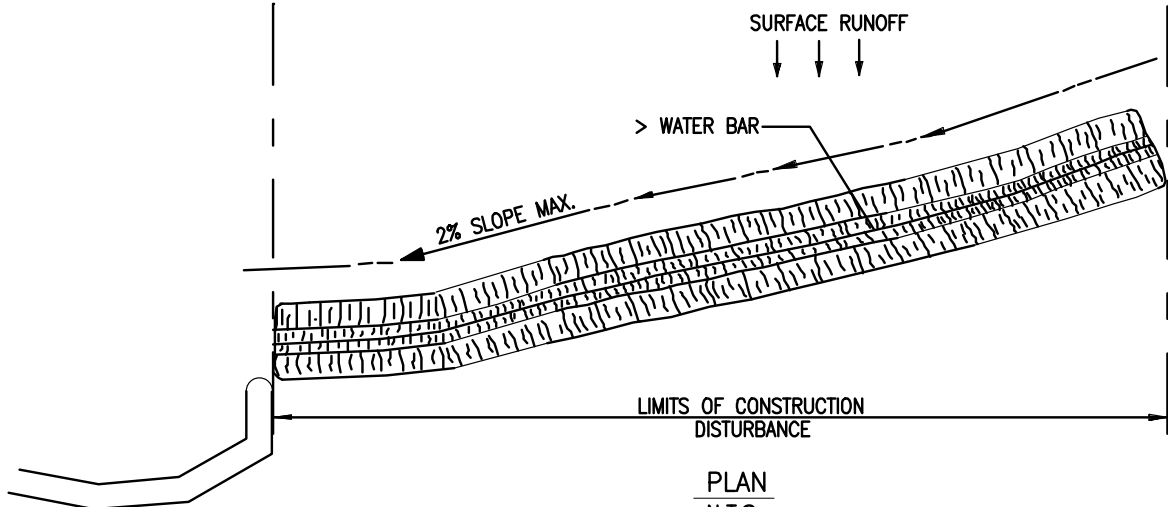 SURFACE RUNOFF
> WATER BAR
2% SLOPE MAX.
LIMITS OF CONSTRUCTION
DISTURBANCE
PLAN